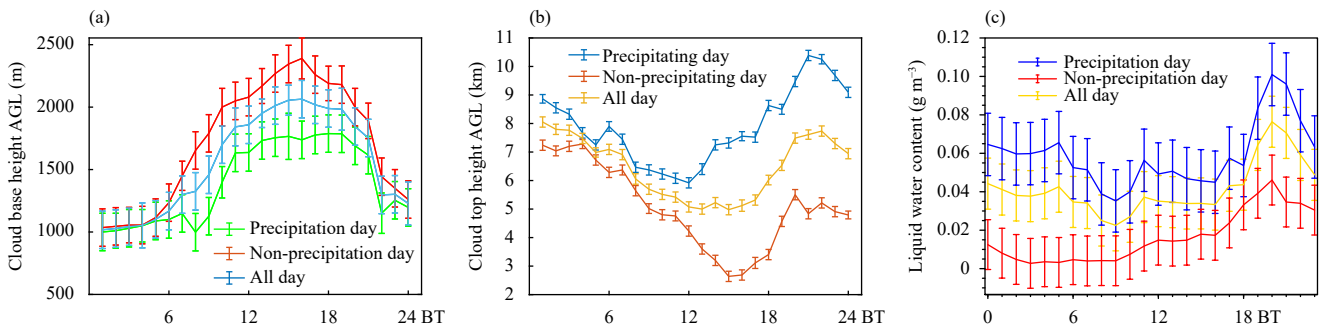 (a)
Cloud base height AGL (m)
2500
2000
1500
1000
500
Precipitation day
Non-precipitation day
All day
6
12
18
24 BT
(b)
Cloud top height AGL (km)
11
10
9
8
7
6
5
4
3
2
Precipitating day
Non-precipitating day
All day
6
12
18
24 BT
(c)
Liquid water content (g m⁻³)
0.12
0.10
0.08
0.06
0.04
0.02
0
Precipitation day
Non-precipitation day
All day
0
6
12
18 BT